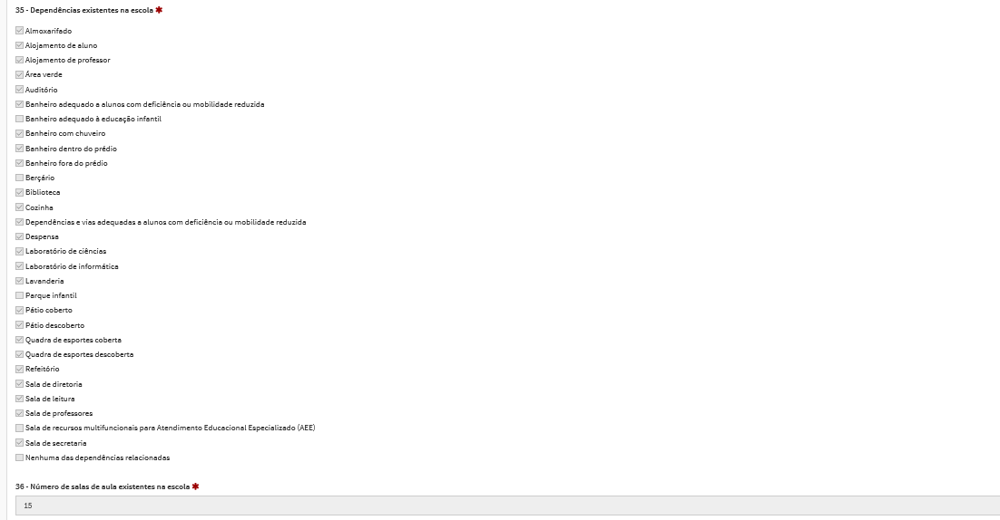 35 - Dependências existentes na escola ✱
Almoxarifado
Alojamento de aluno
Alojamento de professor
Área verde
Auditório
Banheiro adequado a alunos com deficiência ou mobilidade reduzida
Banheiro adequado à educação infantil
Banheiro com chuveiro
Banheiro dentro do prédio
Banheiro fora do prédio
Berçário
Biblioteca
Cozinha
Dependências e vias adequadas a alunos com deficiência ou mobilidade reduzida
Despensa
Laboratório de ciências
Laboratório de informática
Lavanderia
Parque infantil
Pátio coberto
Pátio descoberto
Quadra de esportes coberta
Quadra de esportes descoberta
Refeitório
Sala de diretoria
Sala de leitura
Sala de professores
Sala de recursos multifuncionais para Atendimento Educacional Especializado (AEE)
Sala de secretaria
Nenhuma das dependências relacionadas
36 - Número de salas de aula existentes na escola ✱
15